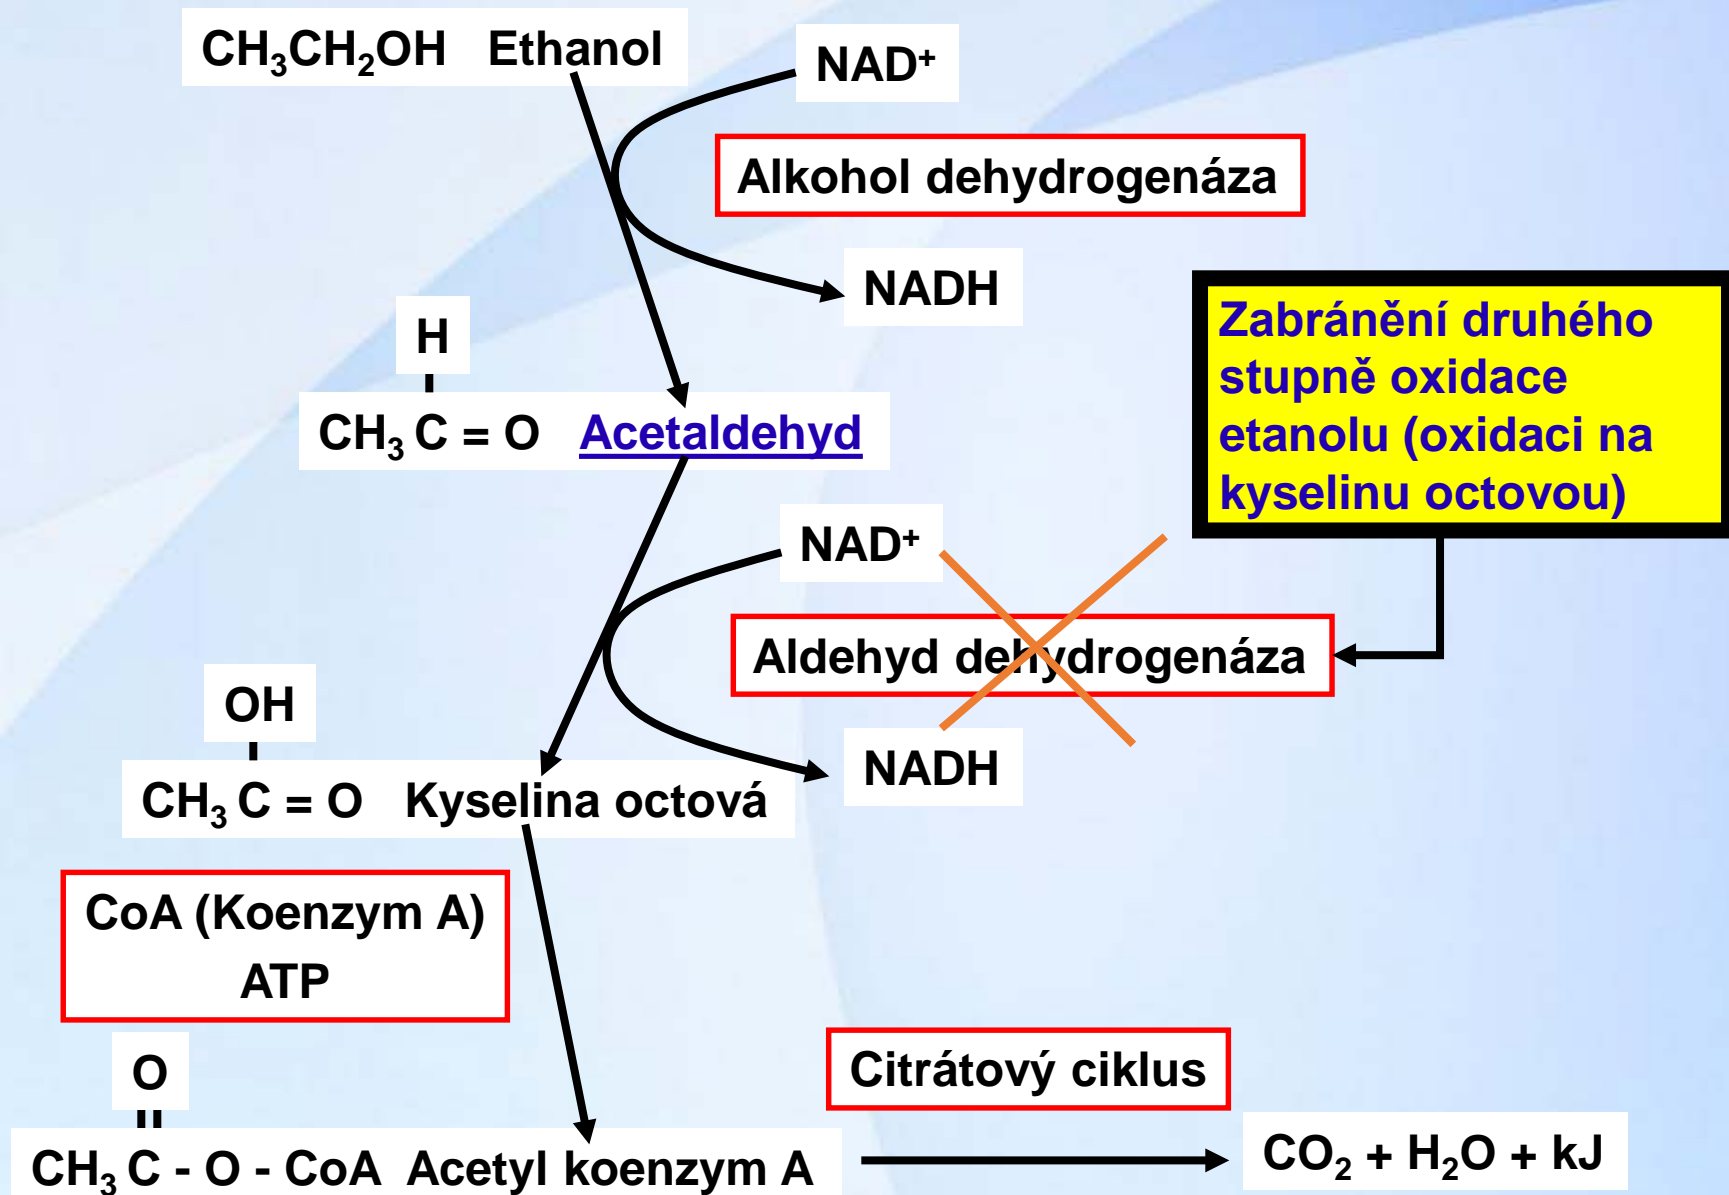 CH₃CH₂OH Ethanol
NAD⁺
Alkohol dehydrogenáza
NADH
H
CH₃ C = O Acetaldehyd
Zabránění druhého
stupně oxidace
etanolu (oxidaci na
kyselinu octovou)
NAD⁺
Aldehyd dehydrogenáza
NADH
OH
CH₃ C = O Kyselina octová
CoA (Koenzym A)
ATP
O
CH₃ C - O - CoA Acetyl koenzym A
Citrátový ciklus
CO₂ + H₂O + kJ